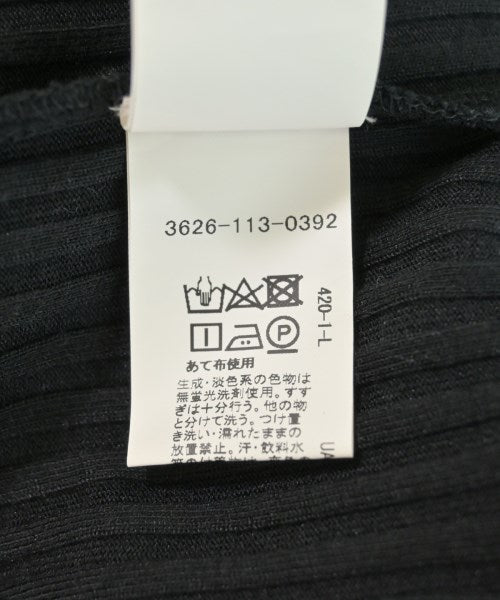 3626-113-0392
420-1-L
P
あて布使用
生成・淡色系の色物は
無蛍光洗剤使用。すす
ぎは十分行う。他の物
と分けて洗う。つけ置
き洗い・濡れたままの
放置禁止。汗・飲料水
UA